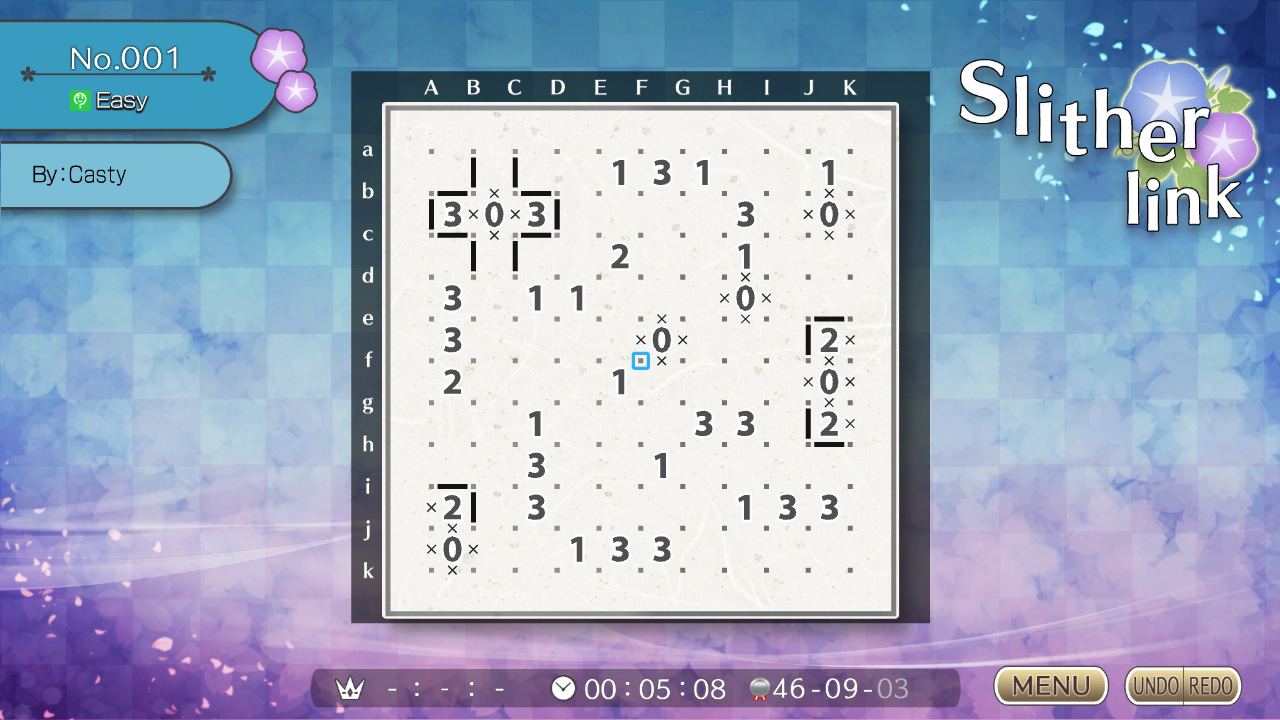 No.001
Easy
By:Casty
Slither
link
A B C D E F G H I J K
a
1 3 1 1
b
3 0 3 3 0
c
2 1
d
3 1 1 0
e
3 0 2
f
2 1 0
g
1 3 3 2
h
3 1
i
2 3 1 3 3
j
0 1 3 3
k
- : - : - 00:05:08 46-09-03 MENU UNDO REDO